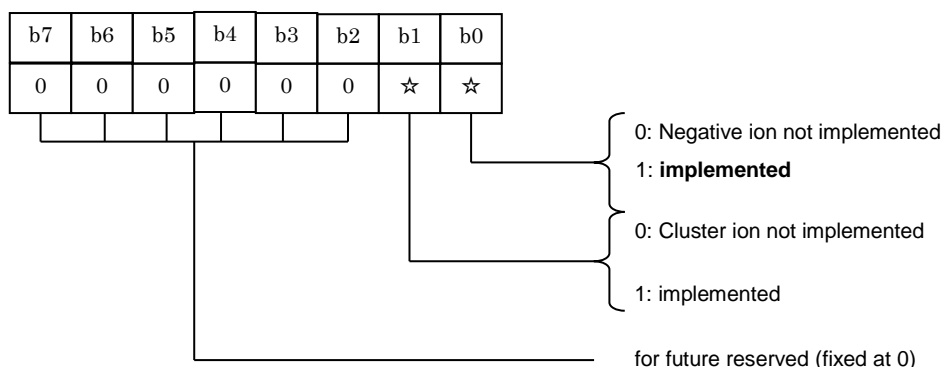 b7 b6 b5 b4 b3 b2 b1 b0
0 0 0 0 0 0 ☆ ☆
0: Negative ion not implemented
1: implemented
0: Cluster ion not implemented
1: implemented
for future reserved (fixed at 0)